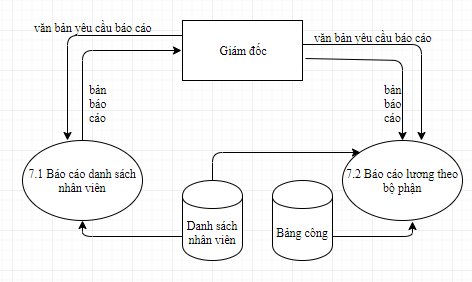 văn bản yêu cầu báo cáo
Giám đốc
văn bản yêu cầu báo cáo
bản
báo
cáo
bản
báo
cáo
7.1 Báo cáo danh sách
nhân viên
7.2 Báo cáo lương theo
bộ phận
Danh sách
nhân viên
Bảng công